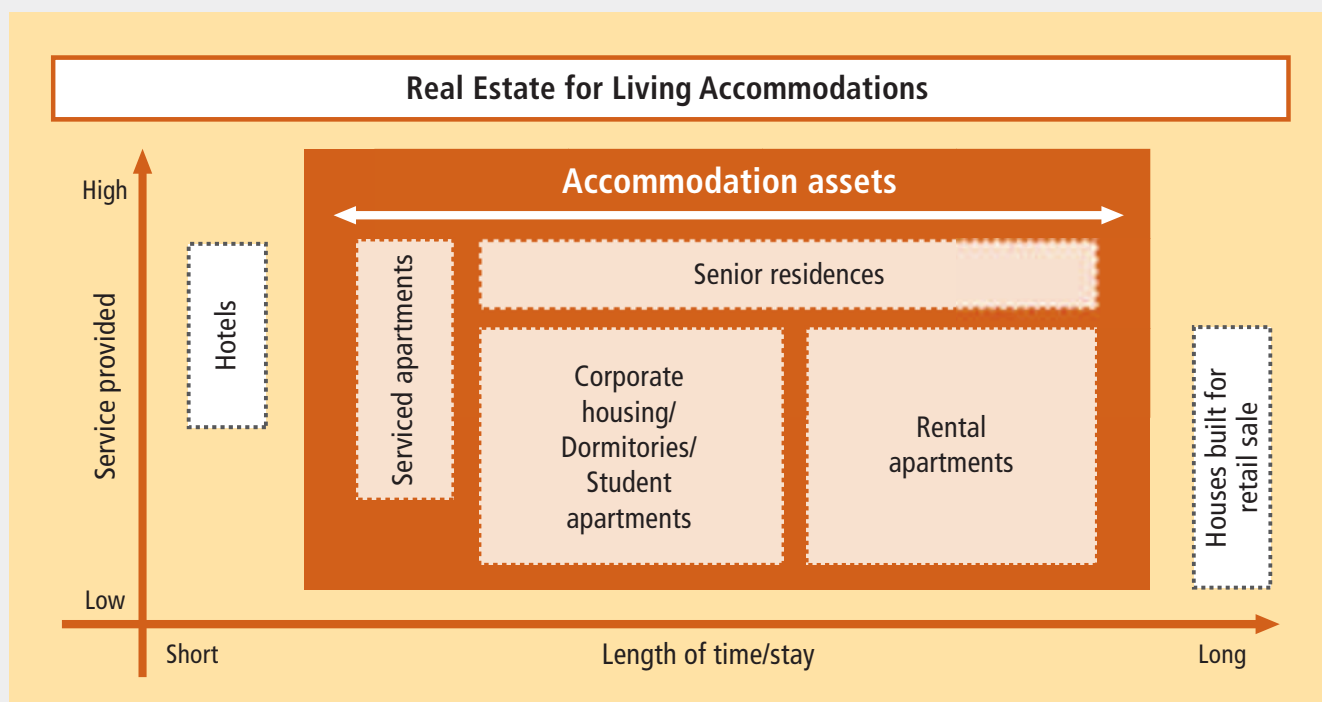 Real Estate for Living Accommodations
High
Accommodation assets
Service provided
Hotels
Serviced apartments
Senior residences
Corporate
housing/
Dormitories/
Student
apartments
Rental
apartments
Houses built for
retail sale
Low
Short
Length of time/stay
Long